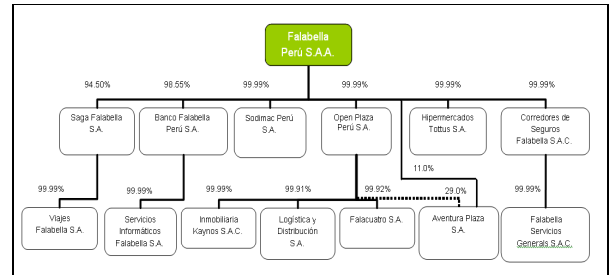 Falabella
Perú S.A.A.
94.50%
98.55%
99.99%
99.99%
99.99%
99.99%
Saga Falabella
S.A.
Banco Falabella
Perú S.A.
Sodimac Perú
S.A.
Open Plaza
Perú S.A.
Hipermercados
Tottus S.A.
Corredores de
Seguros
Falabella S.A.C.
11.0%
99.99%
99.99%
99.99%
99.91%
99.92%
29.0%
99.99%
Viajes
Falabella S.A.
Servicios
Informáticos
Falabella S.A.
Inmobiliaria
Kaynos S.A.C.
Logística y
Distribución
S.A.
Falacuatro S.A.
Aventura Plaza
S.A.
Falabella
Servicios
Generals S.A.C.